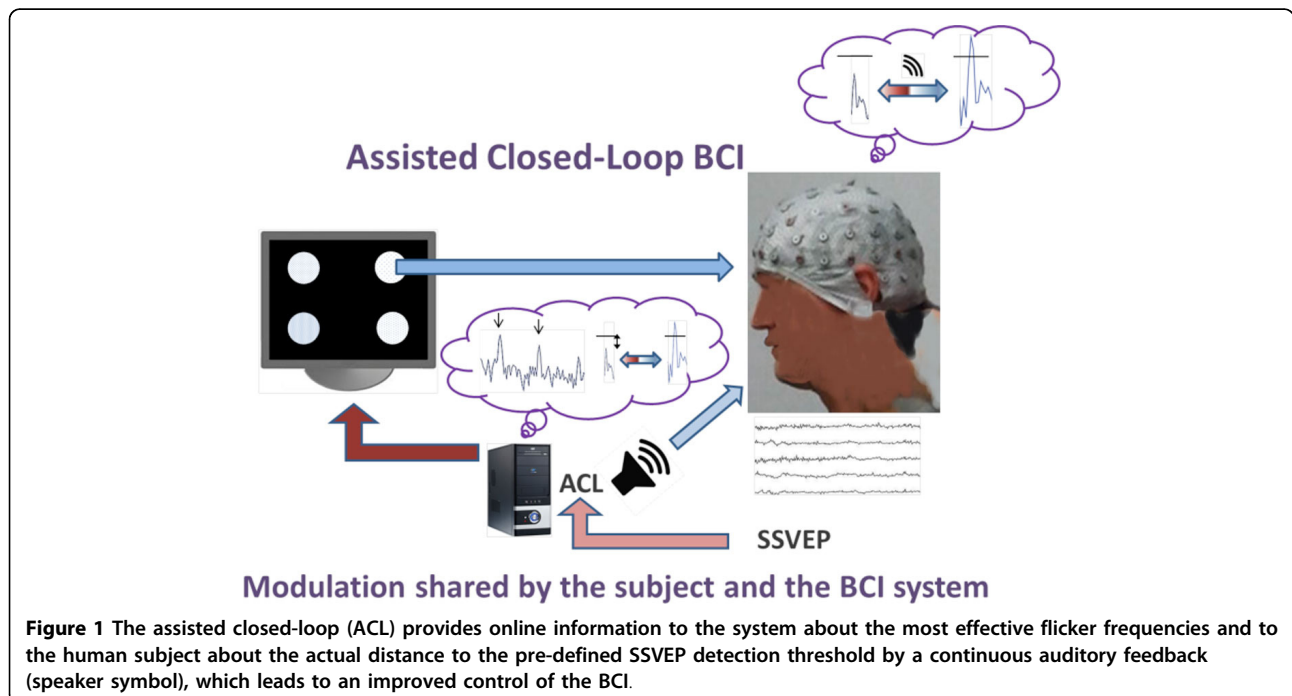 Assisted Closed-Loop BCI
ACL
SSVEP
Modulation shared by the subject and the BCI system
Figure 1 The assisted closed-loop (ACL) provides online information to the system about the most effective flicker frequencies and to
the human subject about the actual distance to the pre-defined SSVEP detection threshold by a continuous auditory feedback
(speaker symbol), which leads to an improved control of the BCI.